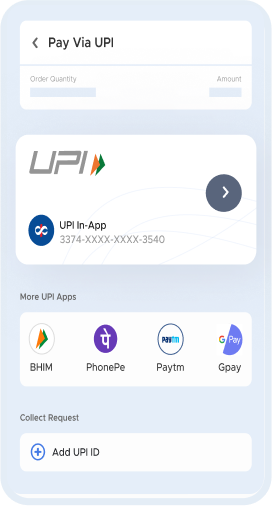 Pay Via UPI
Order Quantity Amount
UPI
UPI In-App
3374-XXXX-XXXX-3540
More UPI Apps
पे Paytm G Pay
BHIM PhonePe Paytm Gpay
Collect Request
Add UPI ID